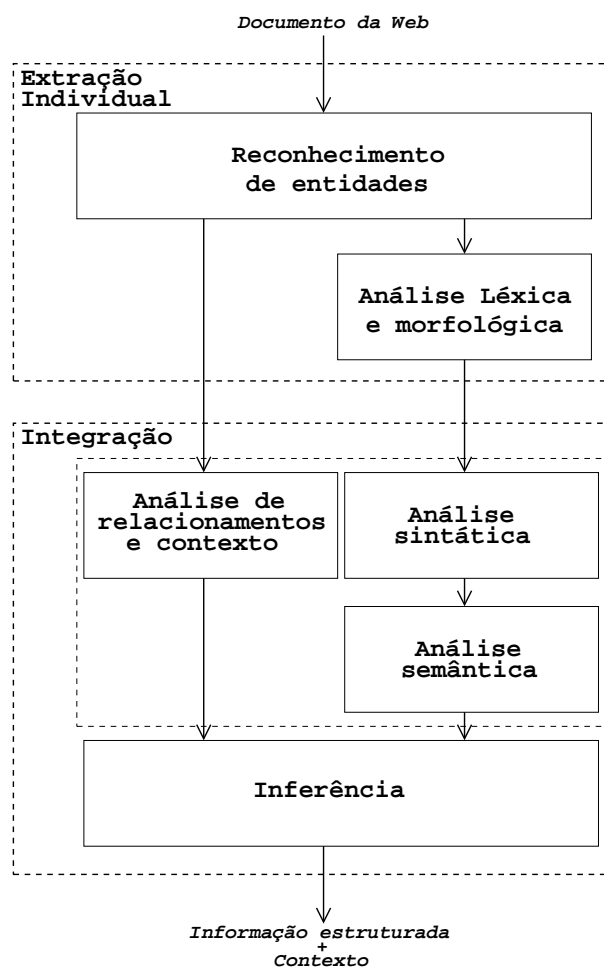 Documento da Web
Extração
Individual
Reconhecimento
de entidades
Análise Léxica
e morfológica
Integração
Análise de
relacionamentos
e contexto
Análise
sintática
Análise
semântica
Inferência
Informação estruturada
+
Contexto